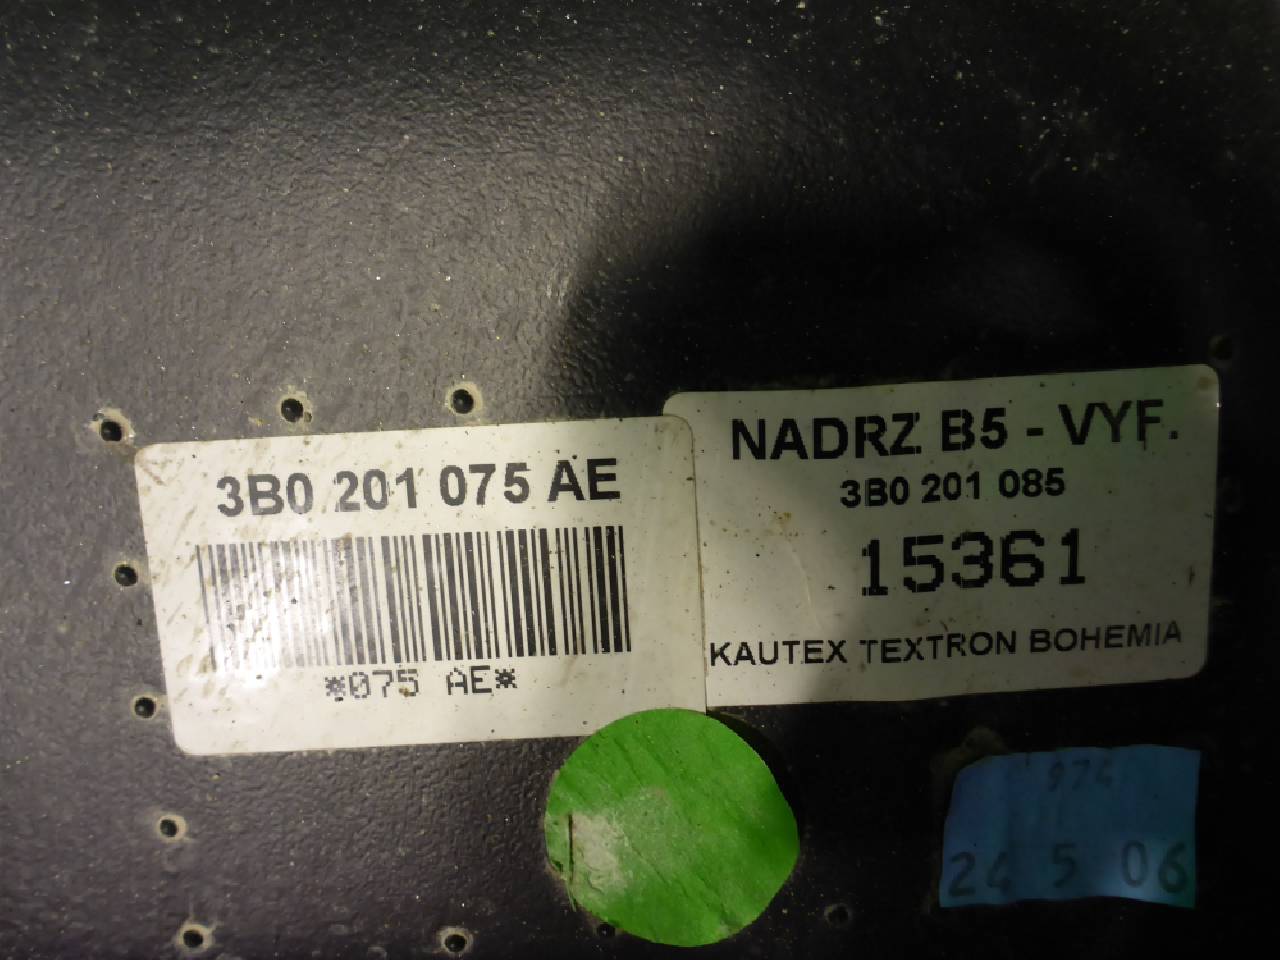 3B0 201 075 AE
*075 AE*
NADRZ B5 - VYF.
3B0 201 085
15361
KAUTEX TEXTRON BOHEMIA
24 5 06